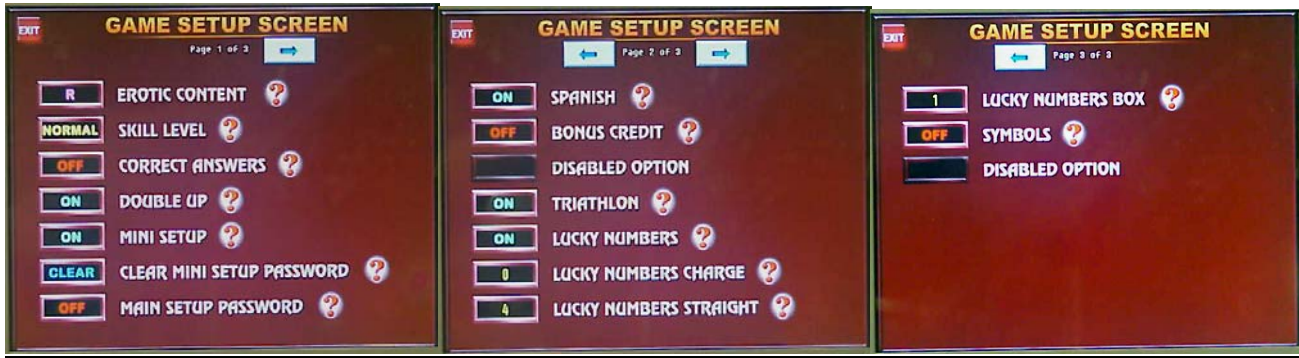 EXIT
GAME SETUP SCREEN
Page 1 of 3
R EROTIC CONTENT ?
NORMAL SKILL LEVEL ?
OFF CORRECT ANSWERS ?
ON DOUBLE UP ?
ON MINI SETUP ?
CLEAR CLEAR MINI SETUP PASSWORD ?
OFF MAIN SETUP PASSWORD ?
EXIT
GAME SETUP SCREEN
Page 2 of 3
ON SPANISH ?
OFF BONUS CREDIT ?
DISABLED OPTION
ON TRIATHLON ?
ON LUCKY NUMBERS ?
0 LUCKY NUMBERS CHARGE ?
4 LUCKY NUMBERS STRAIGHT ?
EXIT
GAME SETUP SCREEN
Page 3 of 3
1 LUCKY NUMBERS BOX ?
OFF SYMBOLS ?
DISABLED OPTION